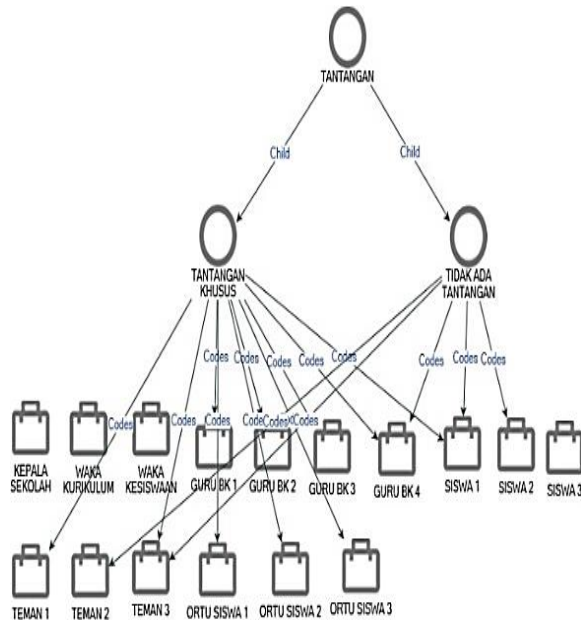 TANTANGAN
Child
Child
TANTANGAN
KHUSUS
TIDAK ADA
TANTANGAN
Codes
Codes
Codes
Codes
Codes
Codes
Codes
Codes
Codes
Codes
Codes
Codes
Codes
KEPALA
SEKOLAH
WAKA
KURIKULUM
WAKA
KESISWAAN
GURU BK 1
GURU BK 2
GURU BK 3
GURU BK 4
SISWA 1
SISWA 2
SISWA 3
TEMAN 1
TEMAN 2
TEMAN 3
ORTU SISWA 1
ORTU SISWA 2
ORTU SISWA 3